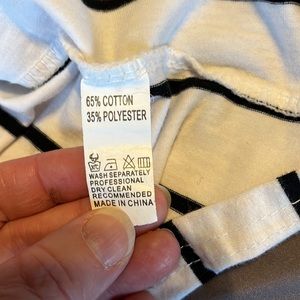 65% COTTON
35% POLYESTER
WASH SEPARATELY
PROFESSIONAL
DRY CLEAN
RECOMMENDED
MADE IN CHINA